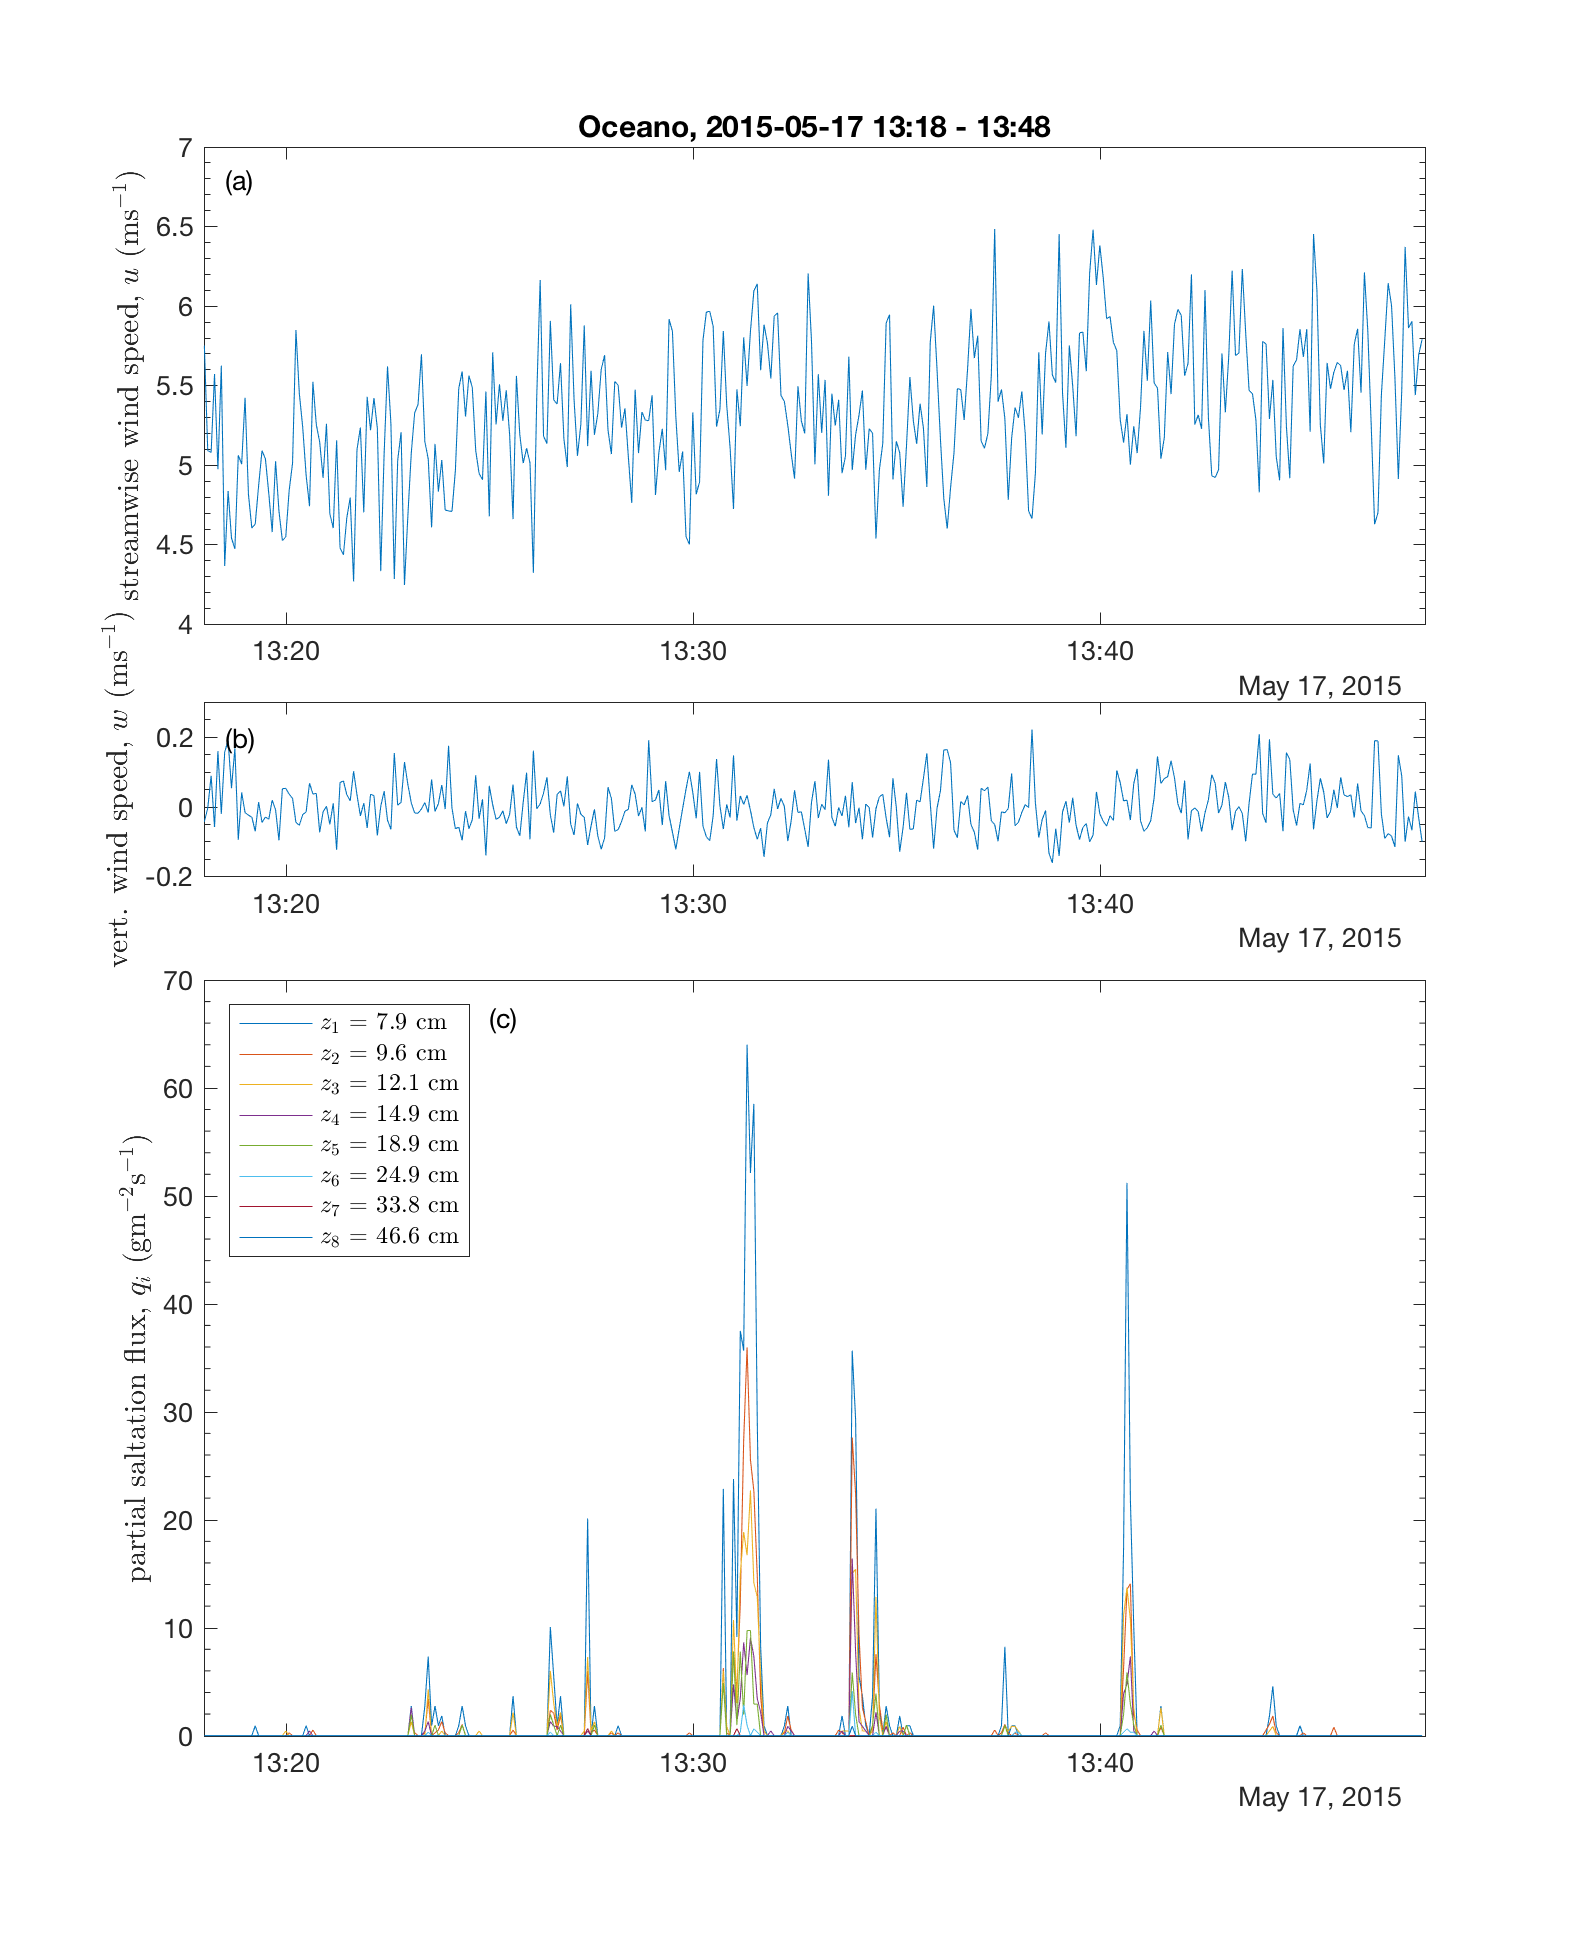 Oceano, 2015-05-17 13:18 - 13:48
(a)
streamwise wind speed, u (ms⁻¹)
7
6.5
6
5.5
5
4.5
4
13:20 13:30 13:40
May 17, 2015
(b)
vert. wind speed, w (ms⁻¹)
0.2
0
-0.2
13:20 13:30 13:40
May 17, 2015
(c)
partial saltation flux, qᵢ (gm⁻²s⁻¹)
70
60
50
40
30
20
10
0
z₁ = 7.9 cm
z₂ = 9.6 cm
z₃ = 12.1 cm
z₄ = 14.9 cm
z₅ = 18.9 cm
z₆ = 24.9 cm
z₇ = 33.8 cm
z₈ = 46.6 cm
13:20 13:30 13:40
May 17, 2015